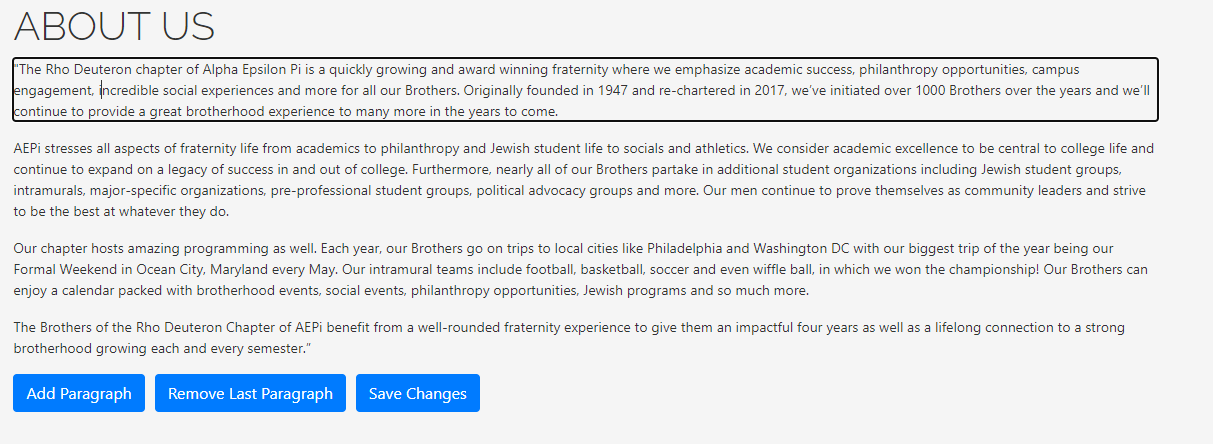 ABOUT US
"The Rho Deuteron chapter of Alpha Epsilon Pi is a quickly growing and award winning fraternity where we emphasize academic success, philanthropy opportunities, campus
engagement, incredible social experiences and more for all our Brothers. Originally founded in 1947 and re-chartered in 2017, we've initiated over 1000 Brothers over the years and we'll
continue to provide a great brotherhood experience to many more in the years to come.
AEPi stresses all aspects of fraternity life from academics to philanthropy and Jewish student life to socials and athletics. We consider academic excellence to be central to college life and
continue to expand on a legacy of success in and out of college. Furthermore, nearly all of our Brothers partake in additional student organizations including Jewish student groups,
intramurals, major-specific organizations, pre-professional student groups, political advocacy groups and more. Our men continue to prove themselves as community leaders and strive
to be the best at whatever they do.
Our chapter hosts amazing programming as well. Each year, our Brothers go on trips to local cities like Philadelphia and Washington DC with our biggest trip of the year being our
Formal Weekend in Ocean City, Maryland every May. Our intramural teams include football, basketball, soccer and even wiffle ball, in which we won the championship! Our Brothers can
enjoy a calendar packed with brotherhood events, social events, philanthropy opportunities, Jewish programs and so much more.
The Brothers of the Rho Deuteron Chapter of AEPi benefit from a well-rounded fraternity experience to give them an impactful four years as well as a lifelong connection to a strong
brotherhood growing each and every semester.”
Add Paragraph Remove Last Paragraph Save Changes